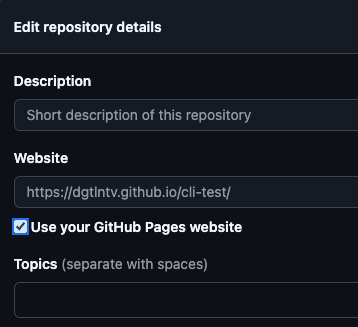 Edit repository details
Description
Short description of this repository
Website
https://dgtlntv.github.io/cli-test/
Use your GitHub Pages website
Topics (separate with spaces)